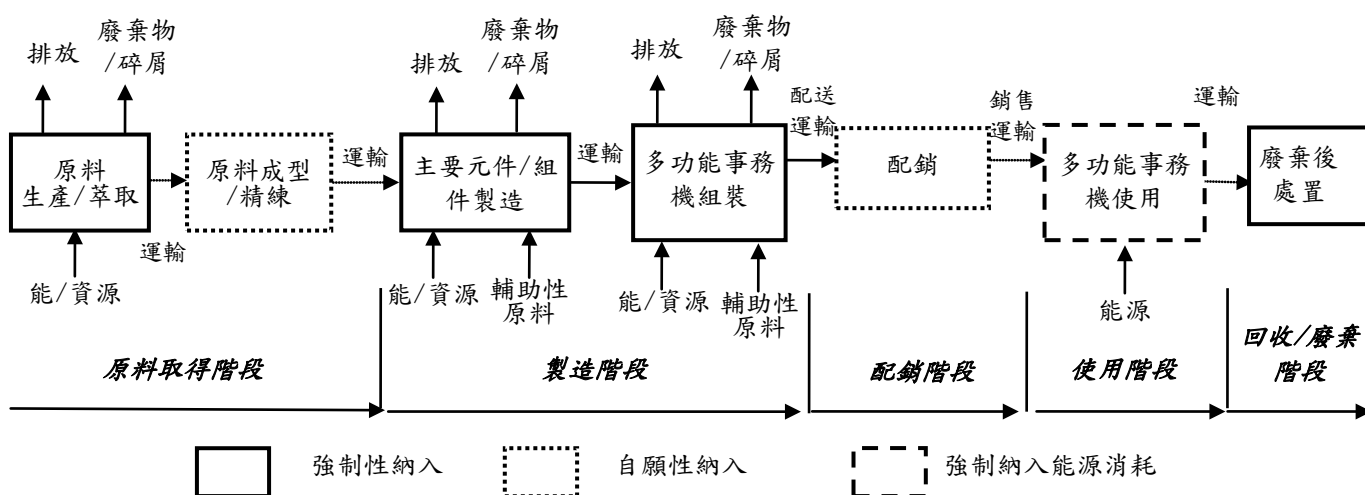 排放
廢棄物
/碎屑
排放
廢棄物
/碎屑
排放
廢棄物
/碎屑
原料
生產/萃取
運輸
原料成型
/精練
運輸
主要元件/組
件製造
運輸
多功能事務
機組裝
配送
運輸
配銷
銷售
運輸
多功能事務
機使用
運輸
廢棄後
處置
能/資源
能/資源
輔助性
原料
能/資源
輔助性
原料
能源
原料取得階段
製造階段
配銷階段
使用階段
回收/廢棄
階段
強制性納入
自願性納入
強制納入能源消耗